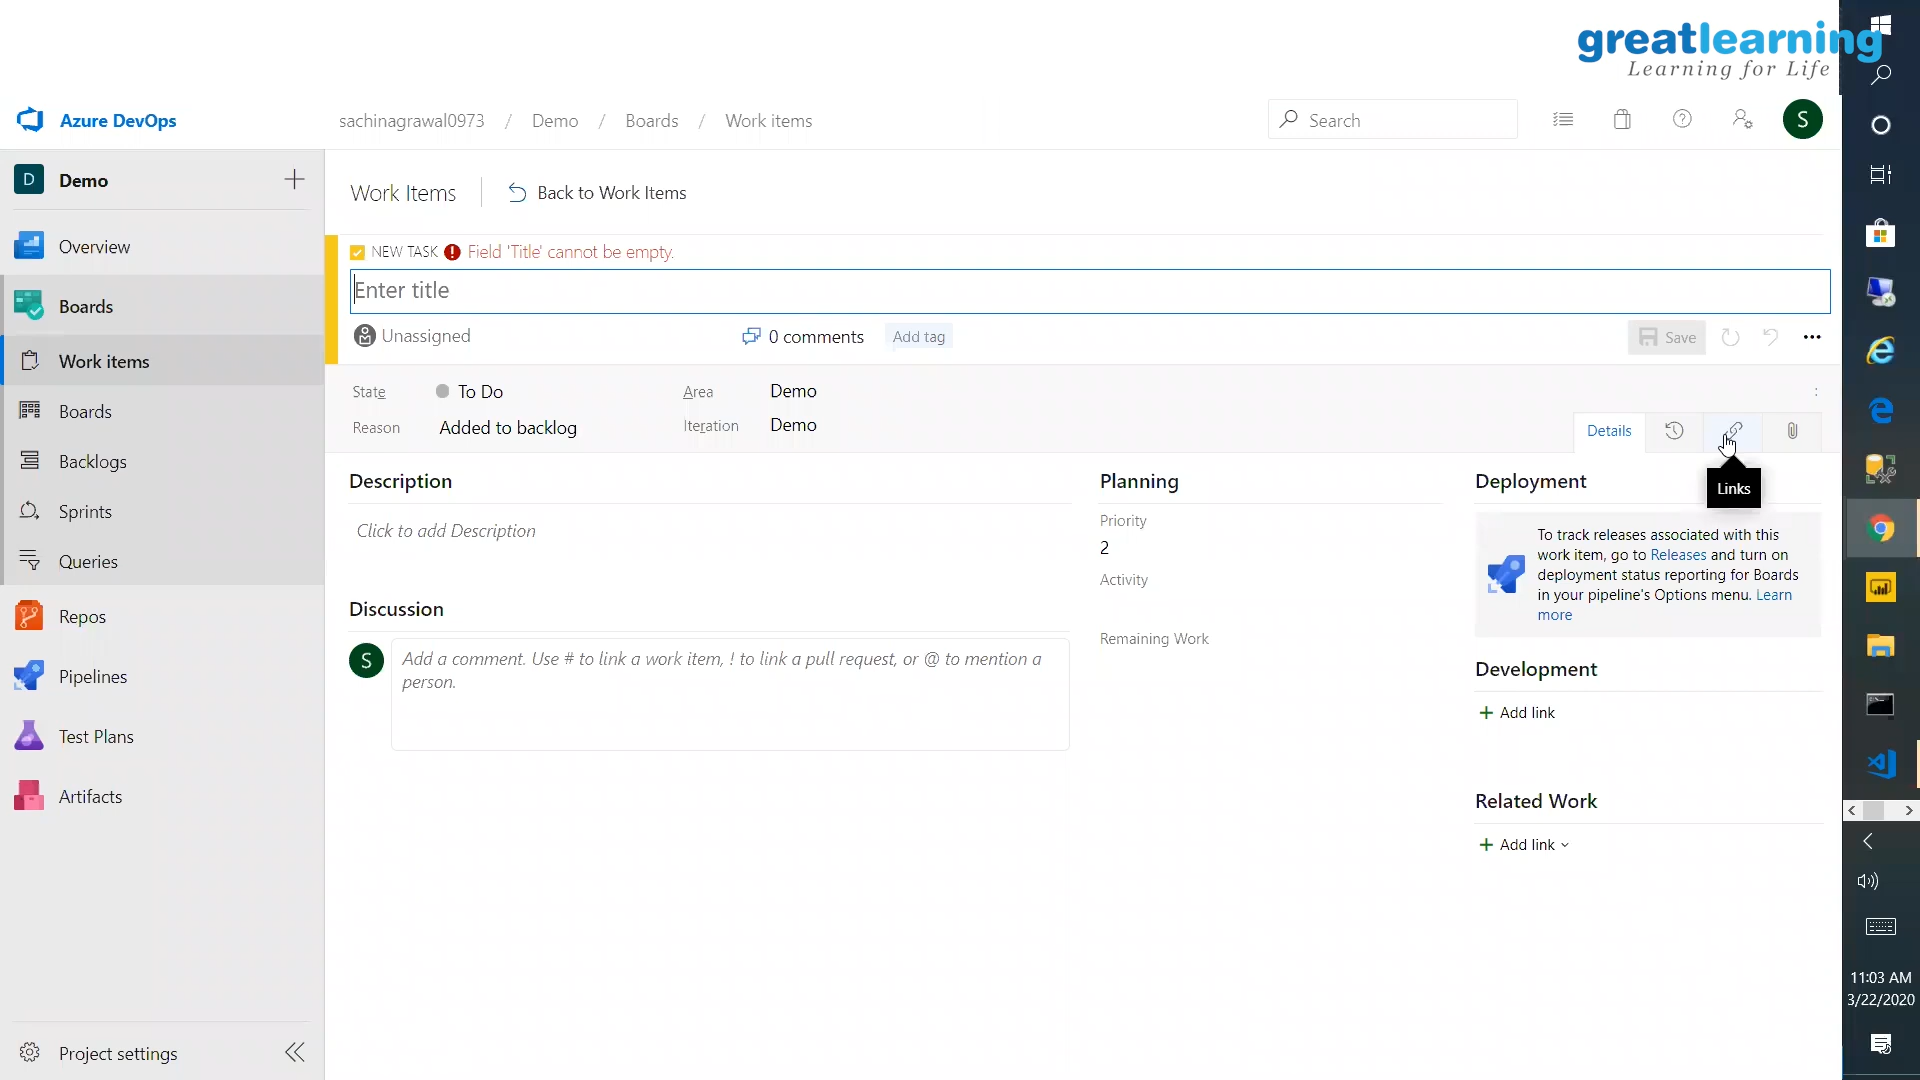 greatlearning
Learning for Life
Azure DevOps
sachinagrawal0973 / Demo / Boards / Work items
Search
S
D Demo
Work Items
Back to Work Items
Overview
NEW TASK Field 'Title' cannot be empty.
Enter title
Boards
Unassigned
0 comments
Add tag
Save
Work items
State To Do
Area Demo
Boards
Reason Added to backlog
Iteration Demo
Details
Backlogs
Description
Planning
Deployment
Links
Sprints
Click to add Description
Priority
2
To track releases associated with this
work item, go to Releases and turn on
deployment status reporting for Boards
in your pipeline's Options menu. Learn
more
Queries
Activity
Discussion
Repos
Remaining Work
S
Add a comment. Use # to link a work item, ! to link a pull request, or @ to mention a
person.
Development
Pipelines
Add link
Test Plans
Artifacts
Related Work
Add link
11:03 AM
3/22/2020
Project settings